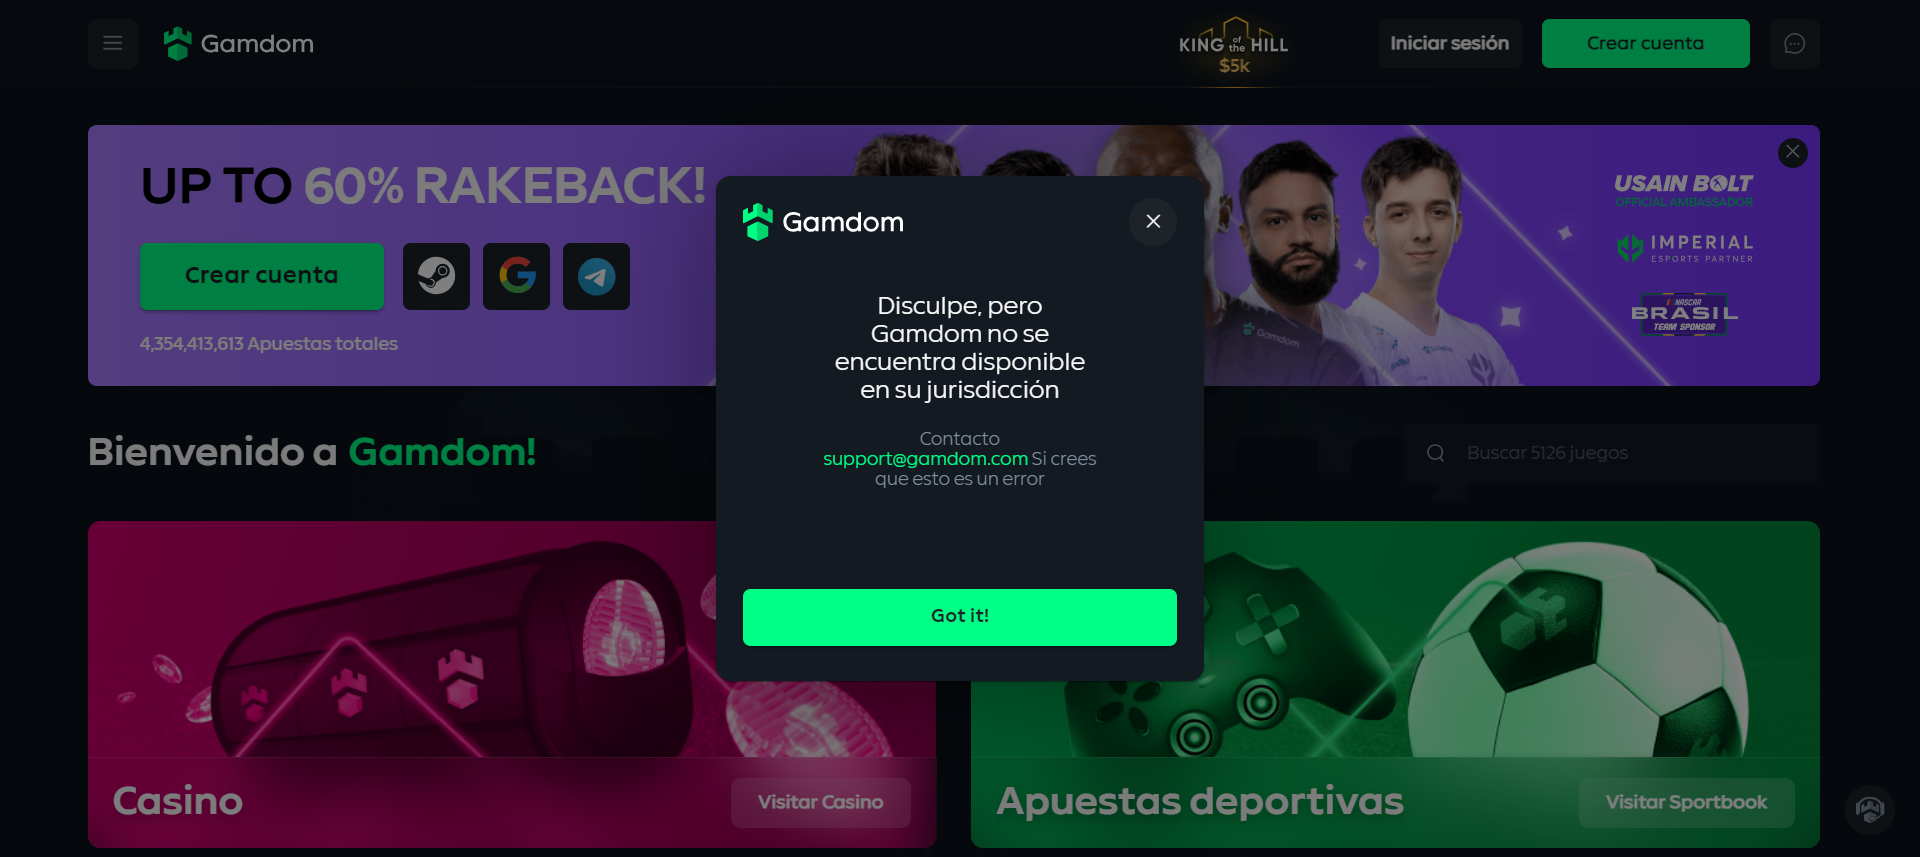 Gamdom
KING of the HILL
$5k
Iniciar sesión
Crear cuenta
UP TO 60% RAKEBACK!
Crear cuenta
4,354,413,613 Apuestas totales
USAIN BOLT
OFFICIAL AMBASSADOR
IMPERIAL
ESPORTS PARTNER
NASCAR
BRASIL
TEAM SPONSOR
Gamdom
Gamdom
Disculpe, pero
Gamdom no se
encuentra disponible
en su jurisdicción
Contacto
support@gamdom.com Si crees
que esto es un error
Got it!
Bienvenido a Gamdom!
Buscar 5126 juegos
Casino
Visitar Casino
Apuestas deportivas
Visitar Sportbook